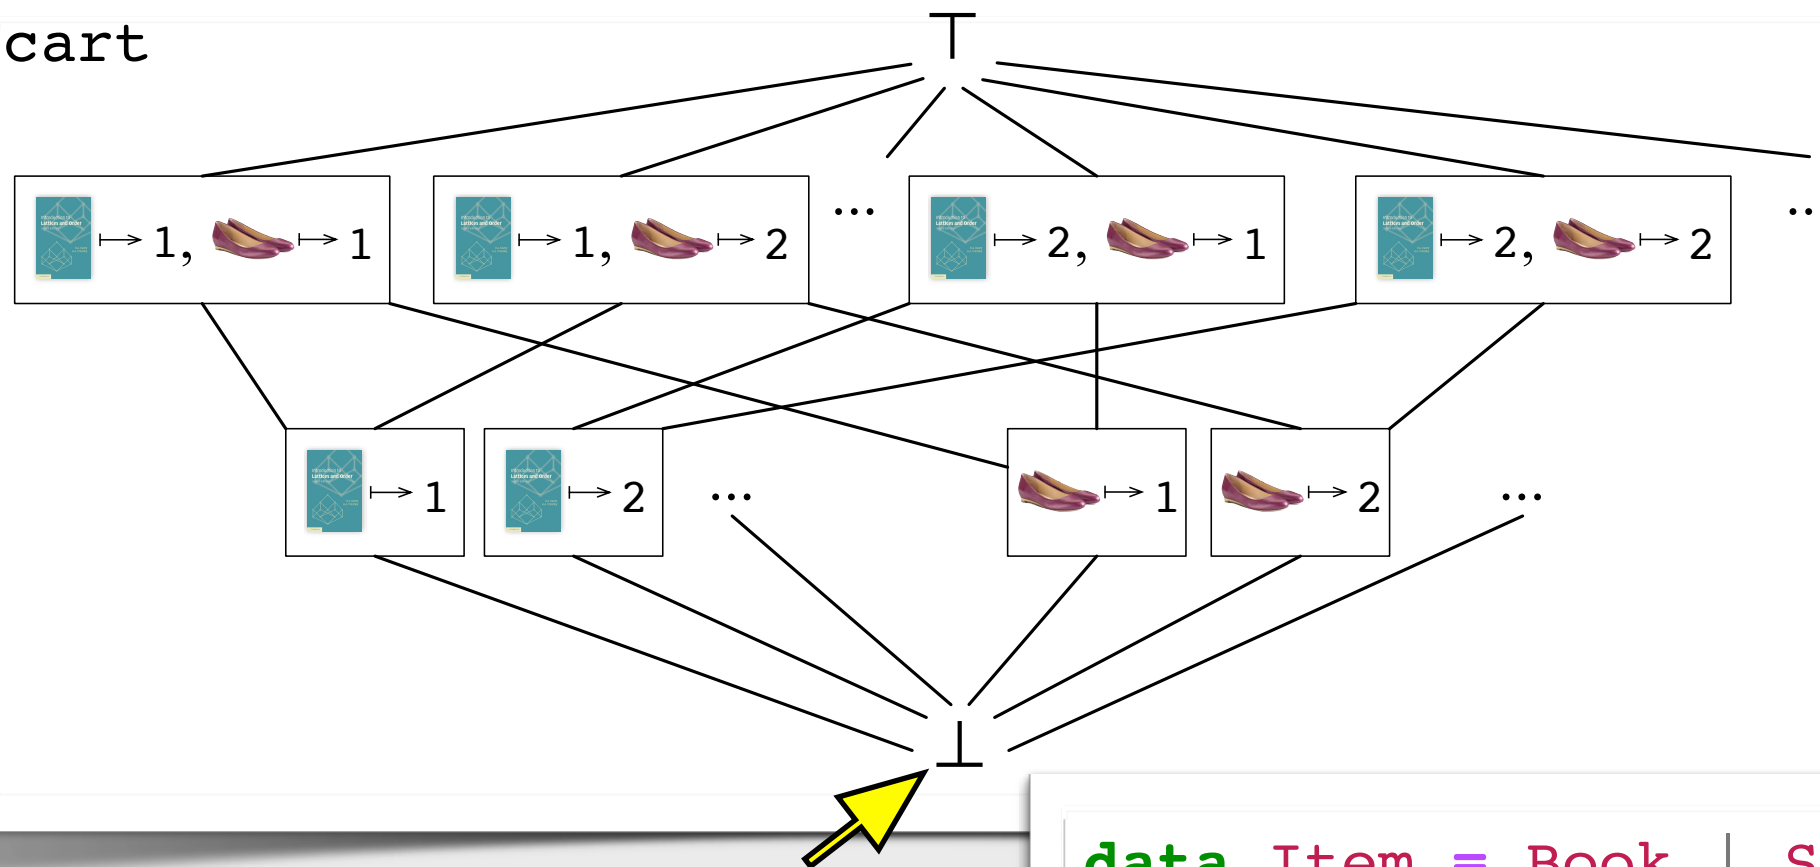 cart
⊤
↦ 1, ↦ 1
↦ 1, ↦ 2
...
↦ 2, ↦ 1
↦ 2, ↦ 2
..
↦ 1
↦ 2
...
↦ 1
↦ 2
...
⊥
data Item = Book |